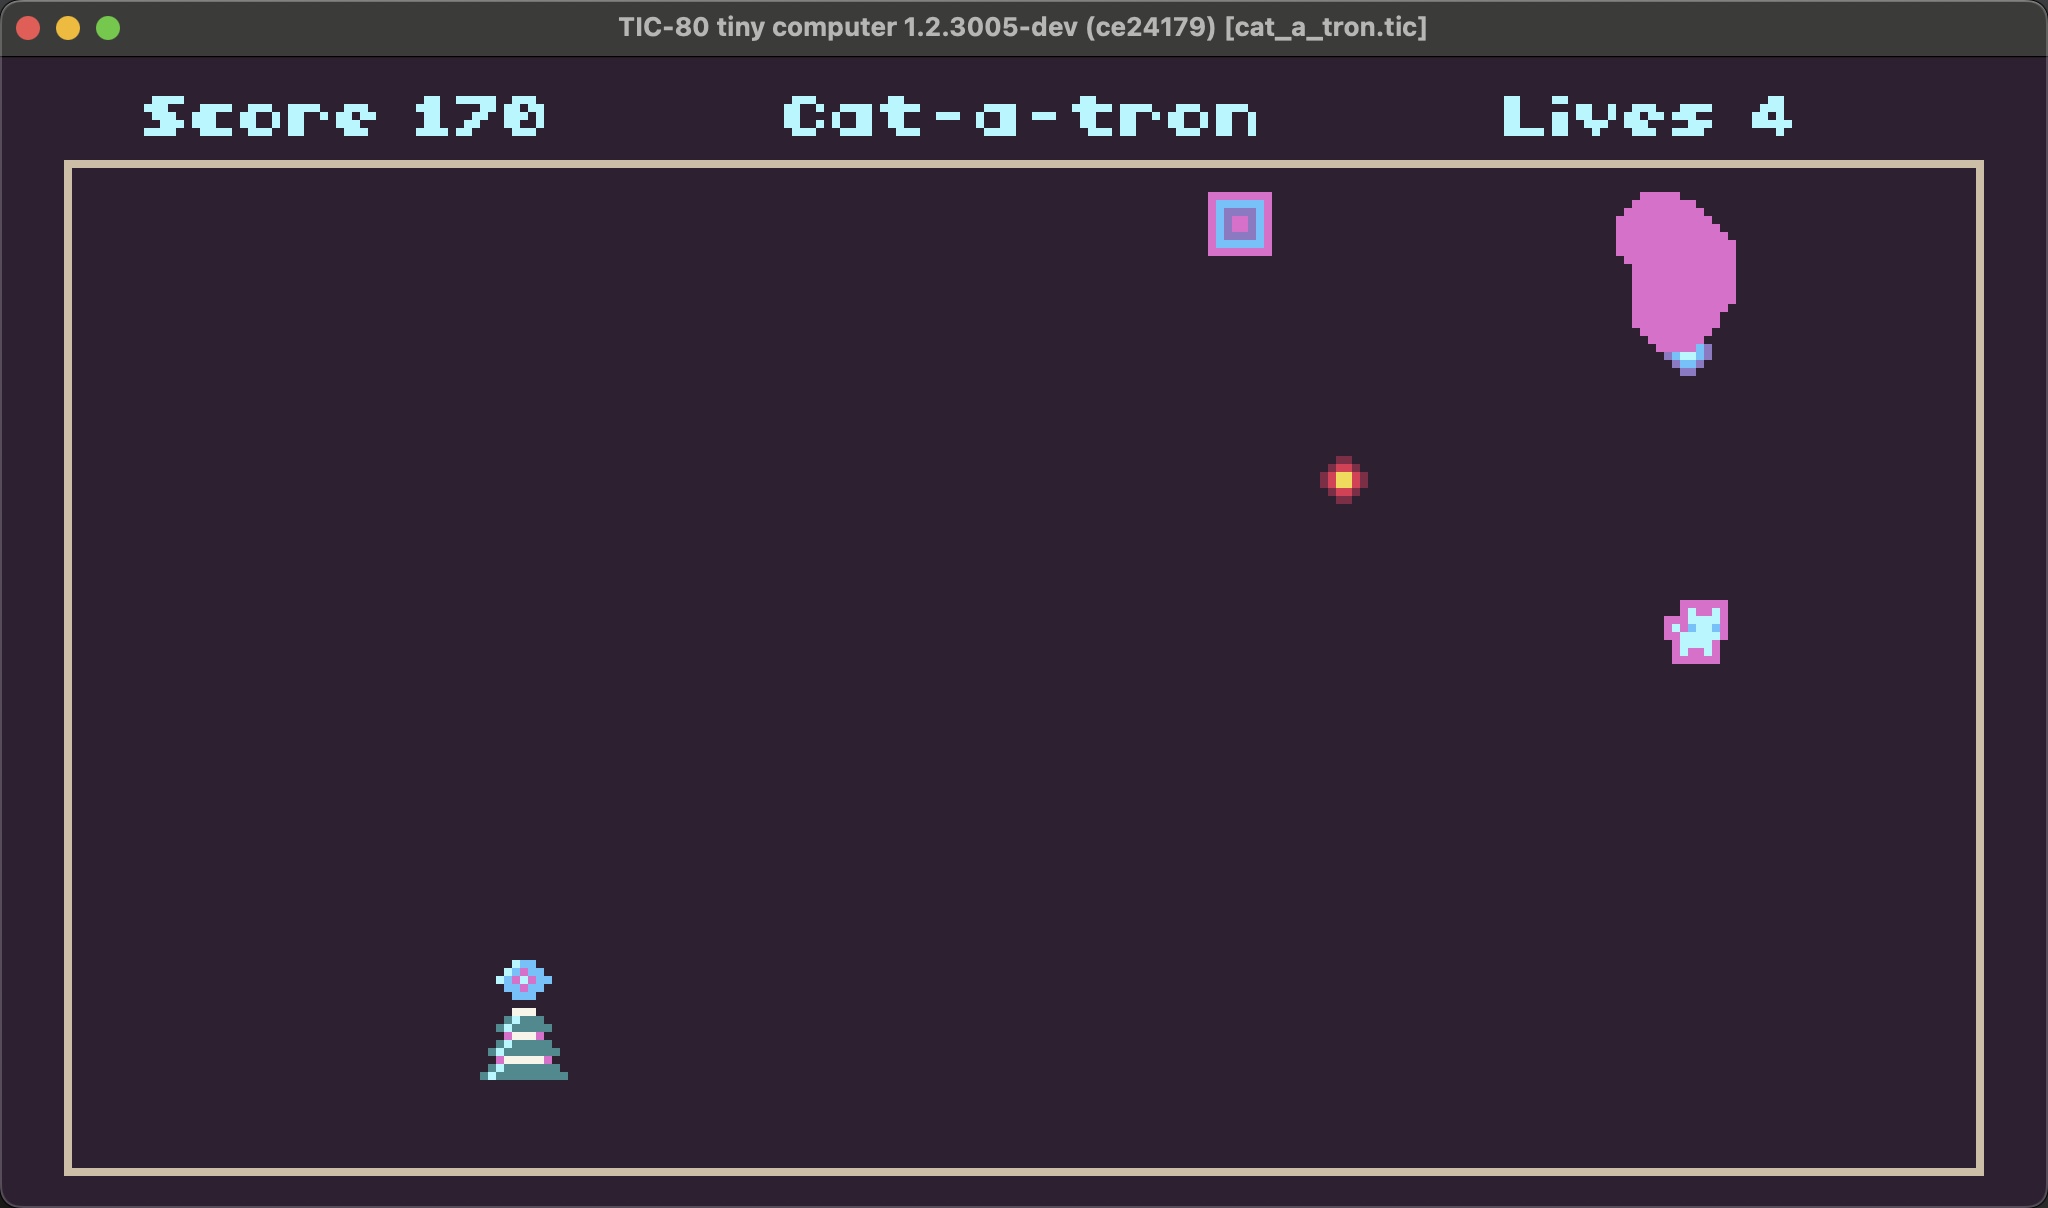 TIC-80 tiny computer 1.2.3005-dev (ce24179) [cat_a_tron.tic]
Score 170 Cat-a-tron Lives 4